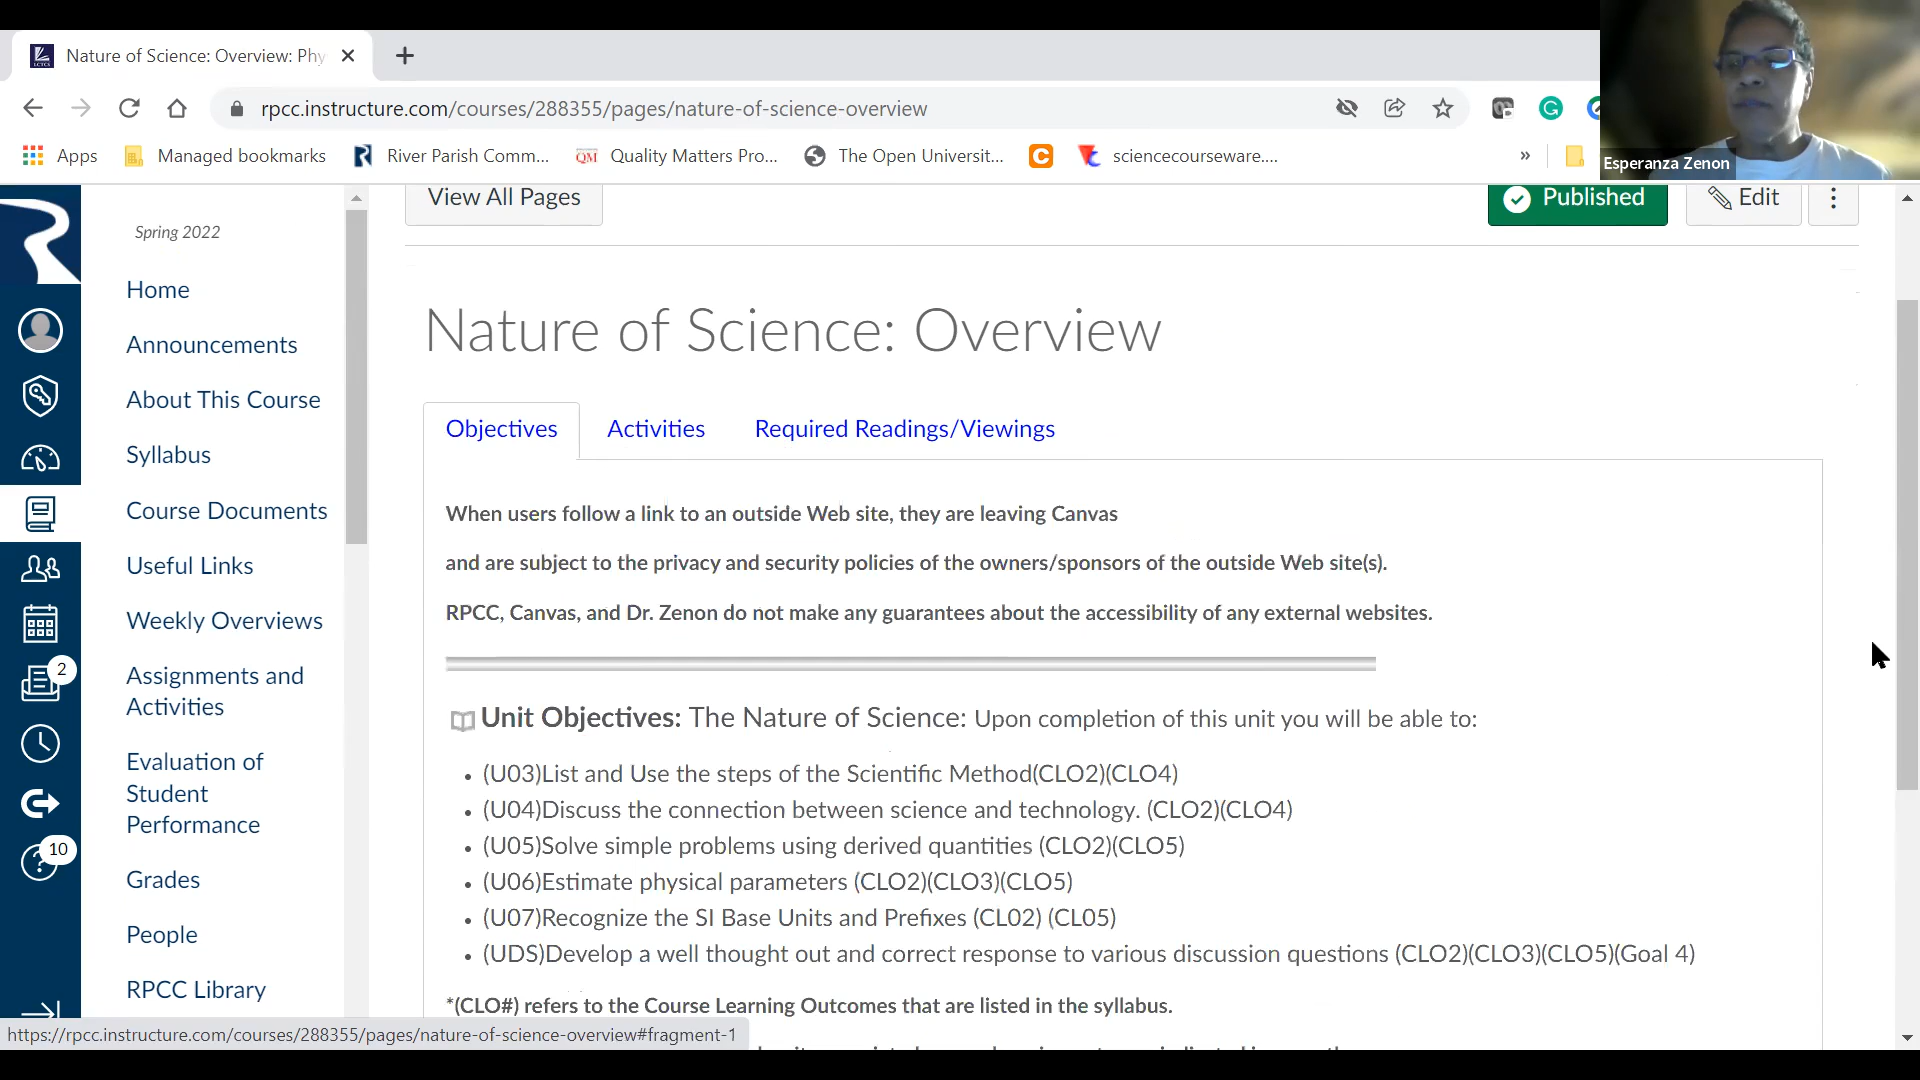 Nature of Science: Overview: Phy
rpcc.instructure.com/courses/288355/pages/nature-of-science-overview
Apps
Managed bookmarks
River Parish Comm...
QM
Quality Matters Pro...
The Open Universit...
sciencecourseware....
»
Esperanza Zenon
View All Pages
Published
Edit
Spring 2022
Home
Announcements
About This Course
Syllabus
Course Documents
Useful Links
Weekly Overviews
Assignments and
Activities
Evaluation of
Student
Performance
Grades
People
RPCC Library
2
10
Nature of Science: Overview
Objectives
Activities
Required Readings/Viewings
When users follow a link to an outside Web site, they are leaving Canvas
and are subject to the privacy and security policies of the owners/sponsors of the outside Web site(s).
RPCC, Canvas, and Dr. Zenon do not make any guarantees about the accessibility of any external websites.
Unit Objectives: The Nature of Science: Upon completion of this unit you will be able to:
• (U03)List and Use the steps of the Scientific Method(CLO2)(CLO4)
• (U04)Discuss the connection between science and technology. (CLO2)(CLO4)
• (U05)Solve simple problems using derived quantities (CLO2)(CLO5)
• (U06)Estimate physical parameters (CLO2)(CLO3)(CLO5)
• (U07)Recognize the SI Base Units and Prefixes (CL02) (CL05)
• (UDS)Develop a well thought out and correct response to various discussion questions (CLO2)(CLO3)(CLO5)(Goal 4)
*(CLO#) refers to the Course Learning Outcomes that are listed in the syllabus.
https://rpcc.instructure.com/courses/288355/pages/nature-of-science-overview#fragment-1